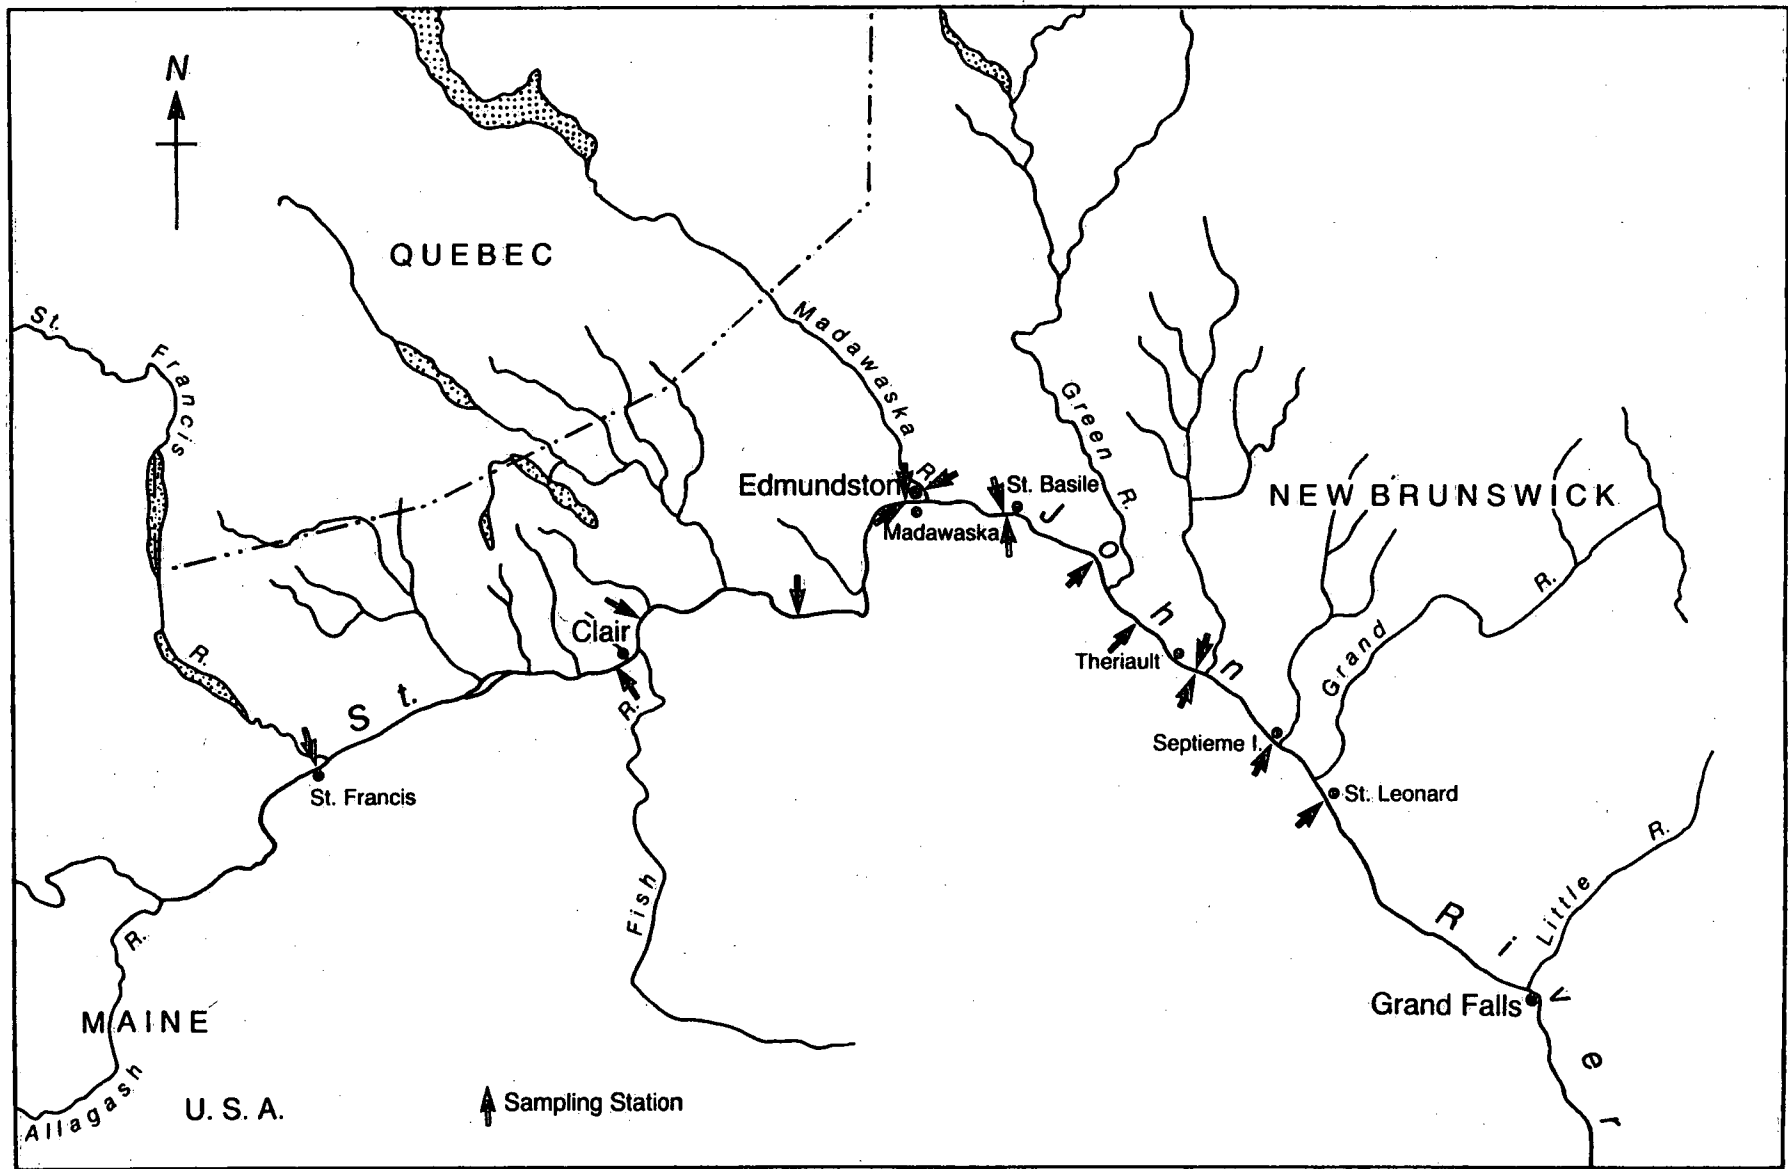 N
QUEBEC
St. Francis R.
Madawaska R.
Green R.
Edmundston
Madawaska
St. Basile
NEW BRUNSWICK
Clair
Theriault
Septieme I.
Grand R.
St. Leonard
St. Francis
St. John River
Fish R.
Little R.
Grand Falls
MAINE
Allagash R.
U. S. A.
Sampling Station